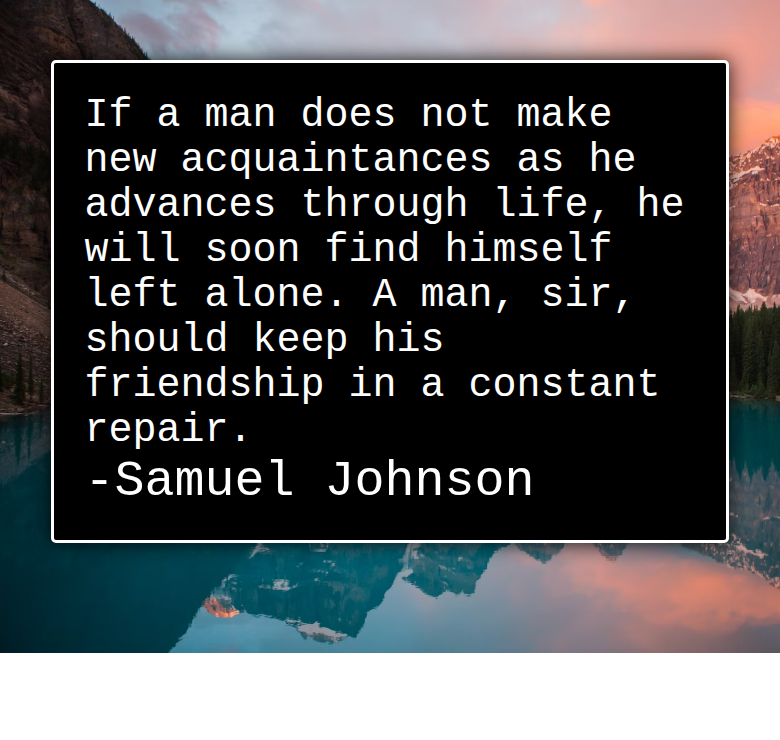 If a man does not make
new acquaintances as he
advances through life, he
will soon find himself
left alone. A man, sir,
should keep his
friendship in a constant
repair.
-Samuel Johnson